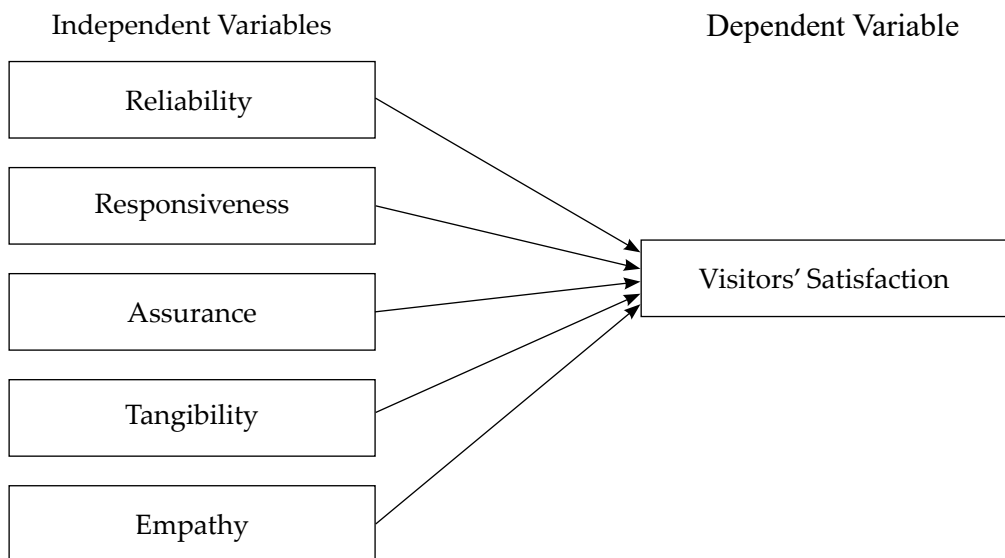 Independent Variables
Dependent Variable
Reliability
Responsiveness
Assurance
Tangibility
Empathy
Visitors’ Satisfaction